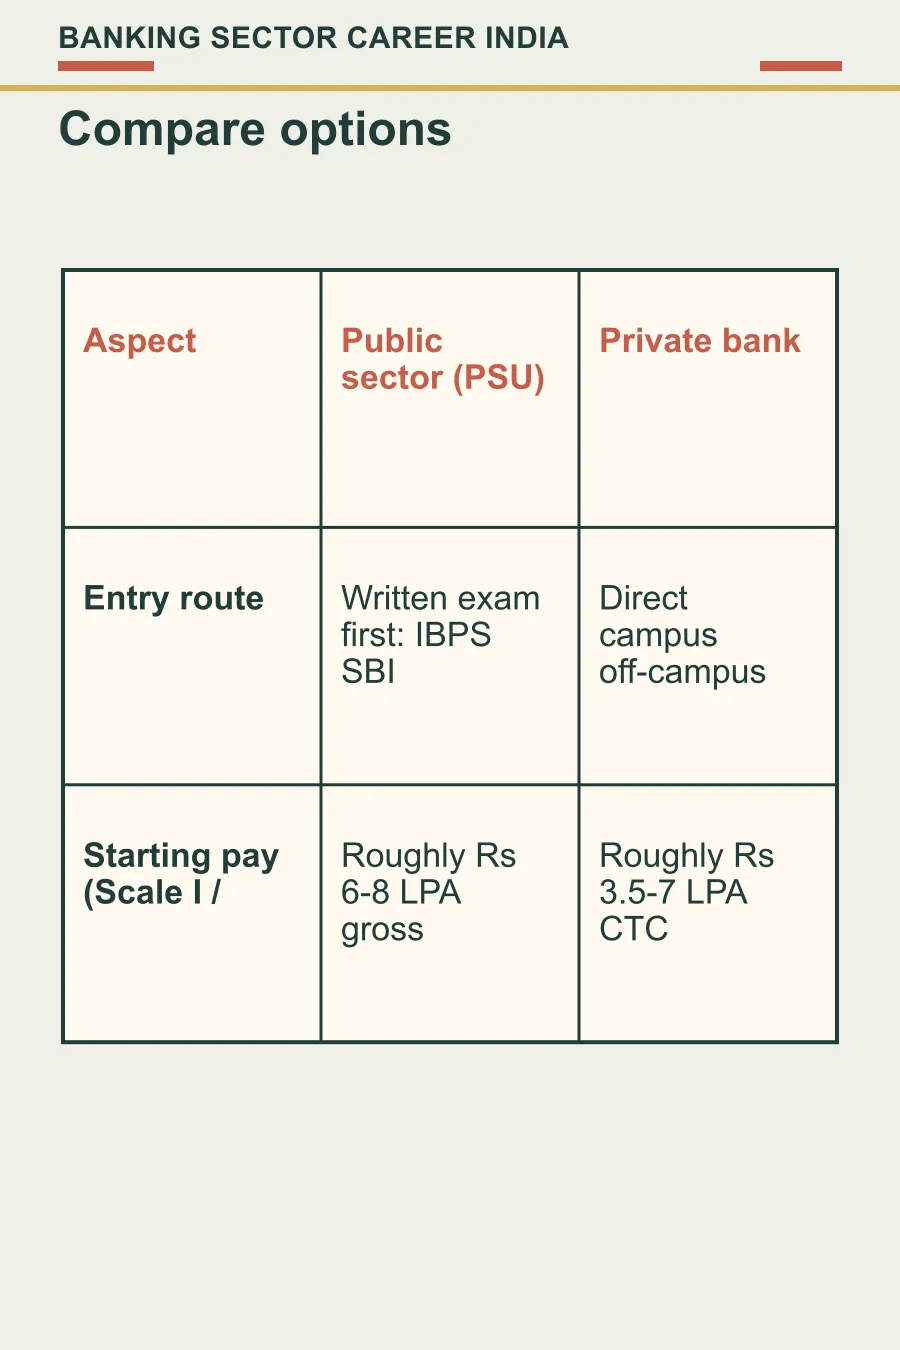 BANKING SECTOR CAREER INDIA
Compare options
Aspect
Public
sector (PSU)
Private bank
Entry route
Written exam
first: IBPS
SBI
Direct
campus
off-campus
Starting pay
(Scale I /
Roughly Rs
6-8 LPA
gross
Roughly Rs
3.5-7 LPA
CTC